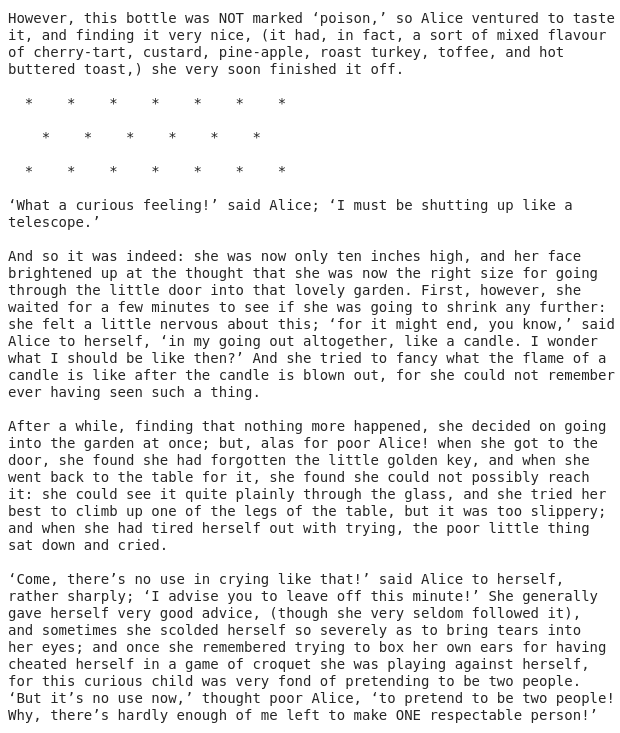 However, this bottle was NOT marked ‘poison,’ so Alice ventured to taste
it, and finding it very nice, (it had, in fact, a sort of mixed flavour
of cherry-tart, custard, pine-apple, roast turkey, toffee, and hot
buttered toast,) she very soon finished it off.

  *    *    *    *    *    *    *

    *    *    *    *    *    *

  *    *    *    *    *    *    *

‘What a curious feeling!’ said Alice; ‘I must be shutting up like a
telescope.’

And so it was indeed: she was now only ten inches high, and her face
brightened up at the thought that she was now the right size for going
through the little door into that lovely garden. First, however, she
waited for a few minutes to see if she was going to shrink any further:
she felt a little nervous about this; ‘for it might end, you know,’ said
Alice to herself, ‘in my going out altogether, like a candle. I wonder
what I should be like then?’ And she tried to fancy what the flame of a
candle is like after the candle is blown out, for she could not remember
ever having seen such a thing.

After a while, finding that nothing more happened, she decided on going
into the garden at once; but, alas for poor Alice! when she got to the
door, she found she had forgotten the little golden key, and when she
went back to the table for it, she found she could not possibly reach
it: she could see it quite plainly through the glass, and she tried her
best to climb up one of the legs of the table, but it was too slippery;
and when she had tired herself out with trying, the poor little thing
sat down and cried.

‘Come, there’s no use in crying like that!’ said Alice to herself,
rather sharply; ‘I advise you to leave off this minute!’ She generally
gave herself very good advice, (though she very seldom followed it),
and sometimes she scolded herself so severely as to bring tears into
her eyes; and once she remembered trying to box her own ears for having
cheated herself in a game of croquet she was playing against herself,
for this curious child was very fond of pretending to be two people.
‘But it’s no use now,’ thought poor Alice, ‘to pretend to be two people!
Why, there’s hardly enough of me left to make ONE respectable person!’